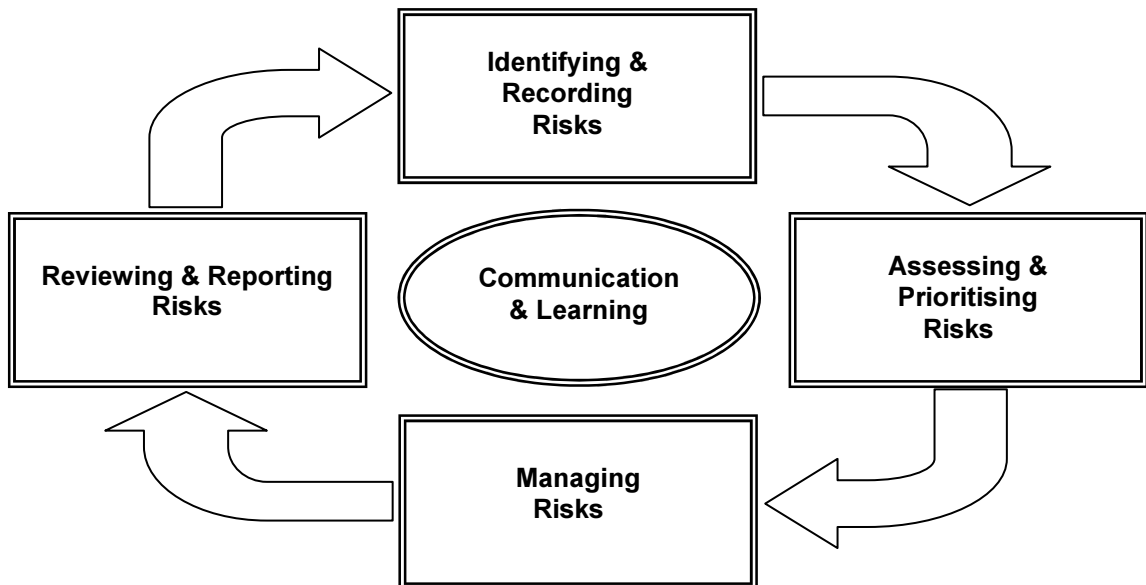 Identifying &
Recording
Risks
Reviewing & Reporting
Risks
Communication
& Learning
Assessing &
Prioritising
Risks
Managing
Risks